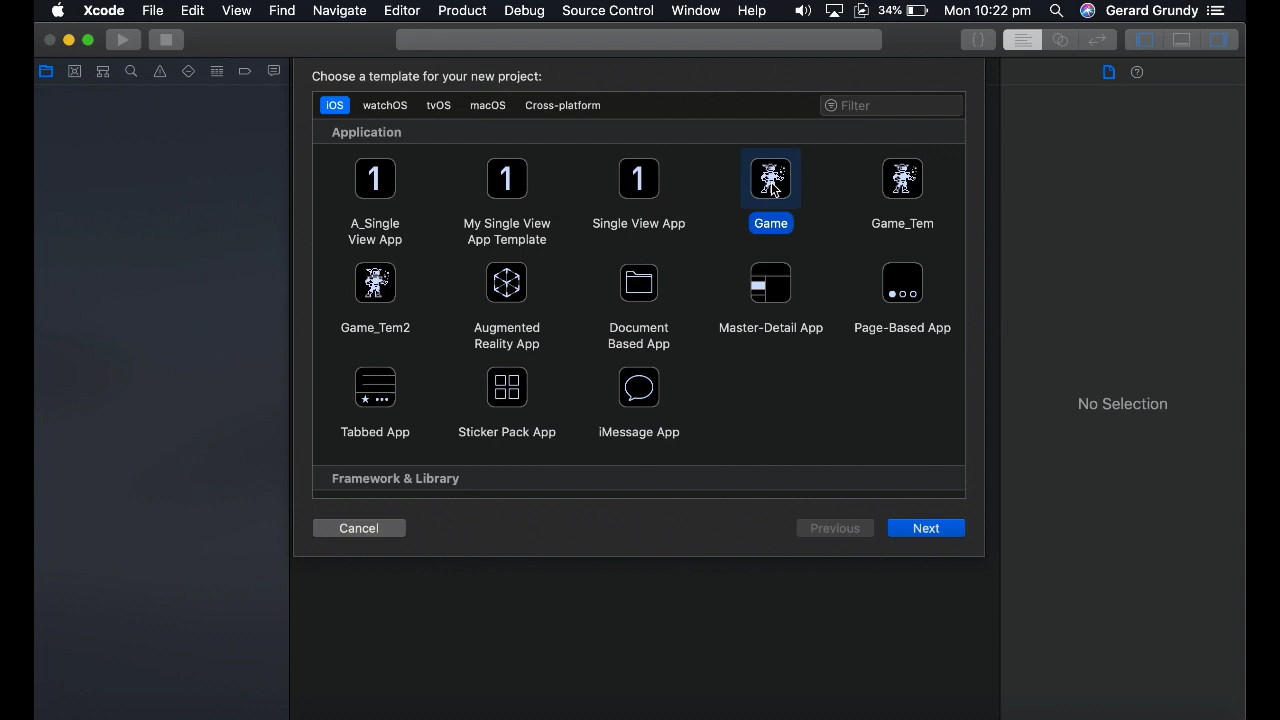 Xcode File Edit View Find Navigate Editor Product Debug Source Control Window Help 34% Mon 10:22 pm Gerard Grundy
{}
Choose a template for your new project:
iOS watchOS tvOS macOS Cross-platform Filter
Application
1 1 1
A_Single
View App
My Single View
App Template
Single View App
Game
Game_Tem
Game_Tem2
Augmented
Reality App
Document
Based App
Master-Detail App
Page-Based App
Tabbed App
Sticker Pack App
iMessage App
Framework & Library
Cancel Previous Next
No Selection